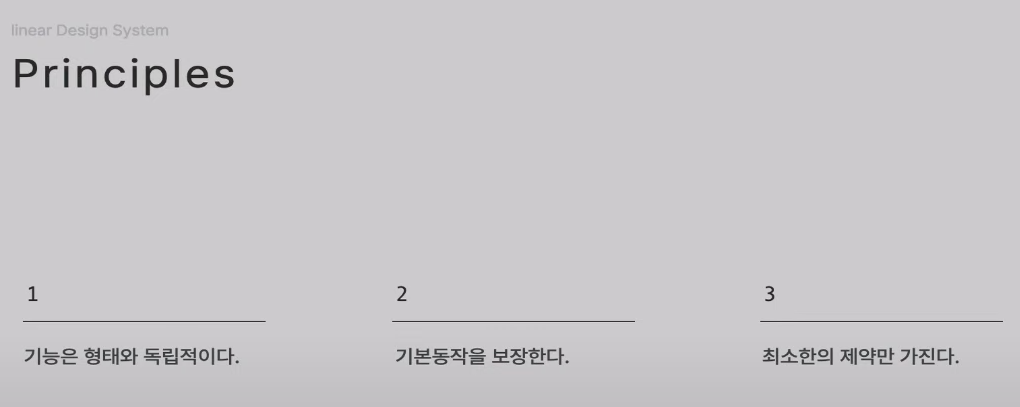 linear Design System
Principles
1
기능은 형태와 독립적이다.
2
기본동작을 보장한다.
3
최소한의 제약만 가진다.